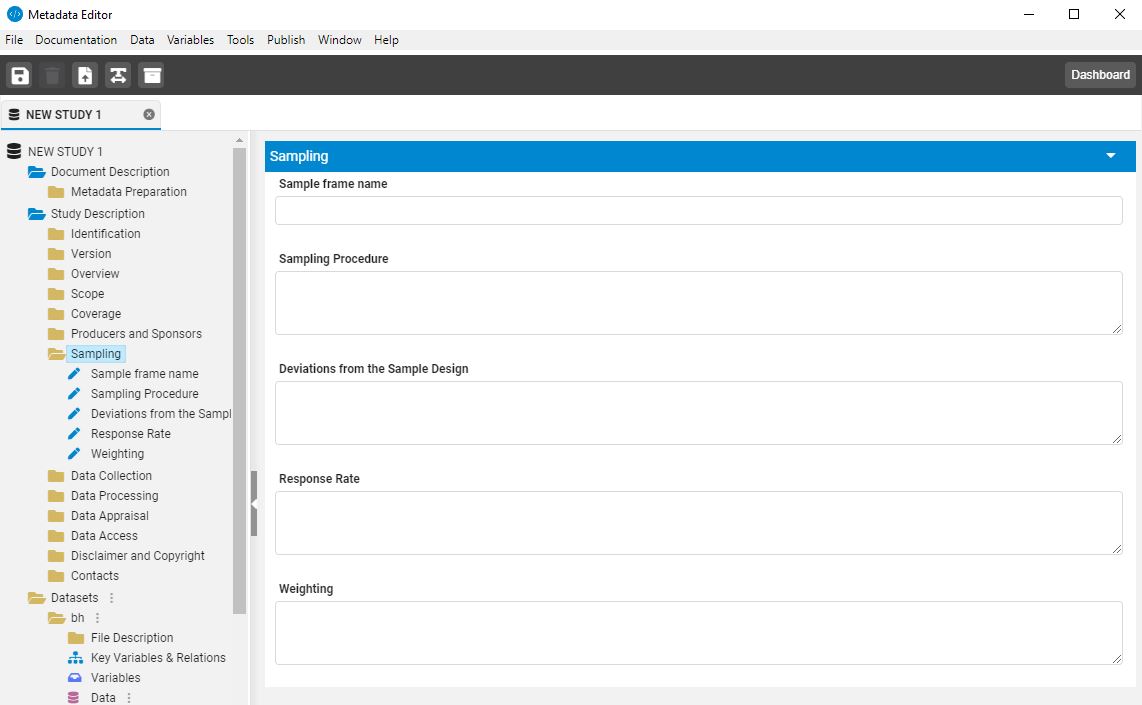 Metadata Editor
File Documentation Data Variables Tools Publish Window Help
Dashboard
NEW STUDY 1
NEW STUDY 1
Document Description
Metadata Preparation
Study Description
Identification
Version
Overview
Scope
Coverage
Producers and Sponsors
Sampling
Sample frame name
Sampling Procedure
Deviations from the Sampl
Response Rate
Weighting
Data Collection
Data Processing
Data Appraisal
Data Access
Disclaimer and Copyright
Contacts
Datasets
bh
File Description
Key Variables & Relations
Variables
Data
Sampling
Sample frame name
Sampling Procedure
Deviations from the Sample Design
Response Rate
Weighting